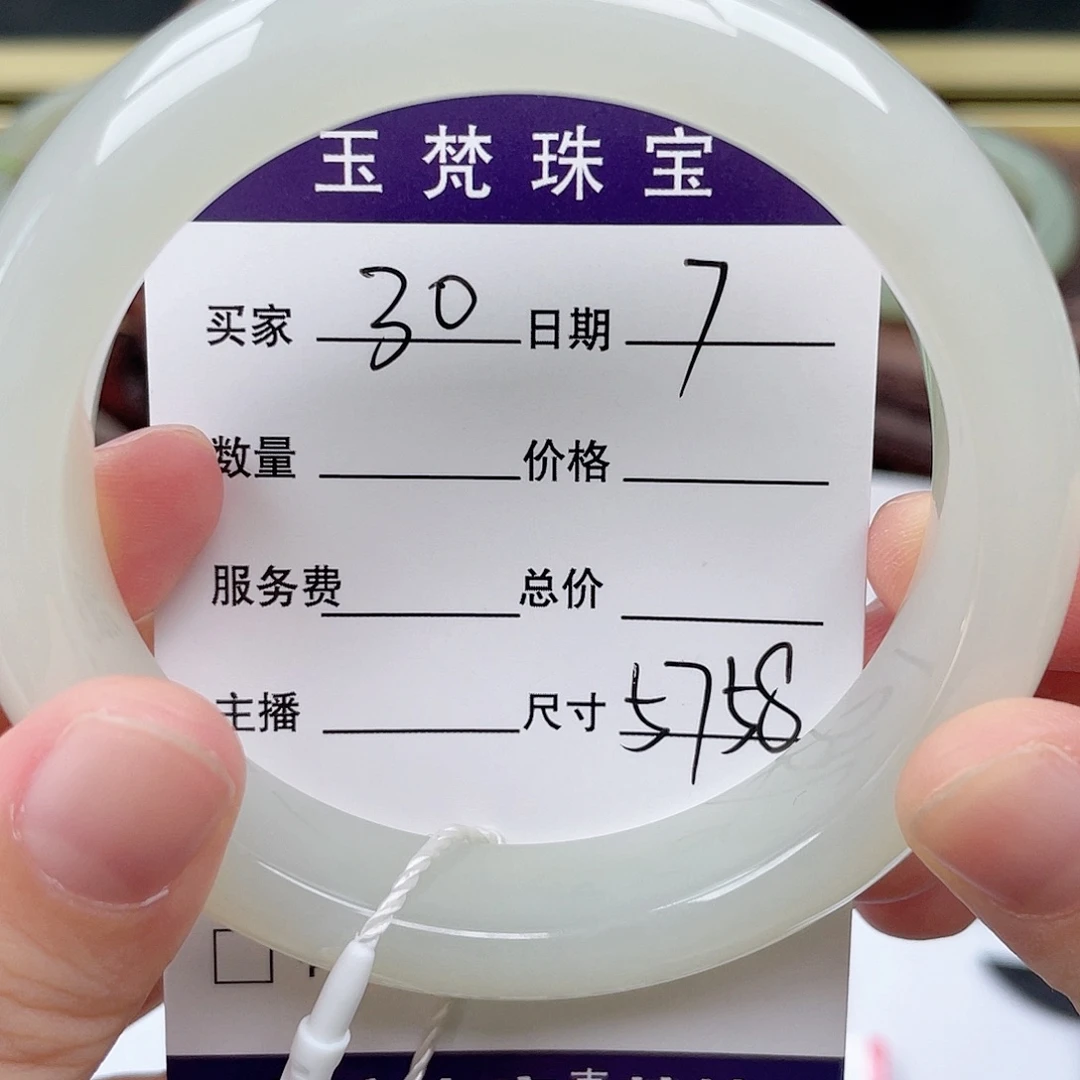 玉梵珠宝
买家 30 日期 7
数量 价格
服务费 总价
主播 尺寸 5758